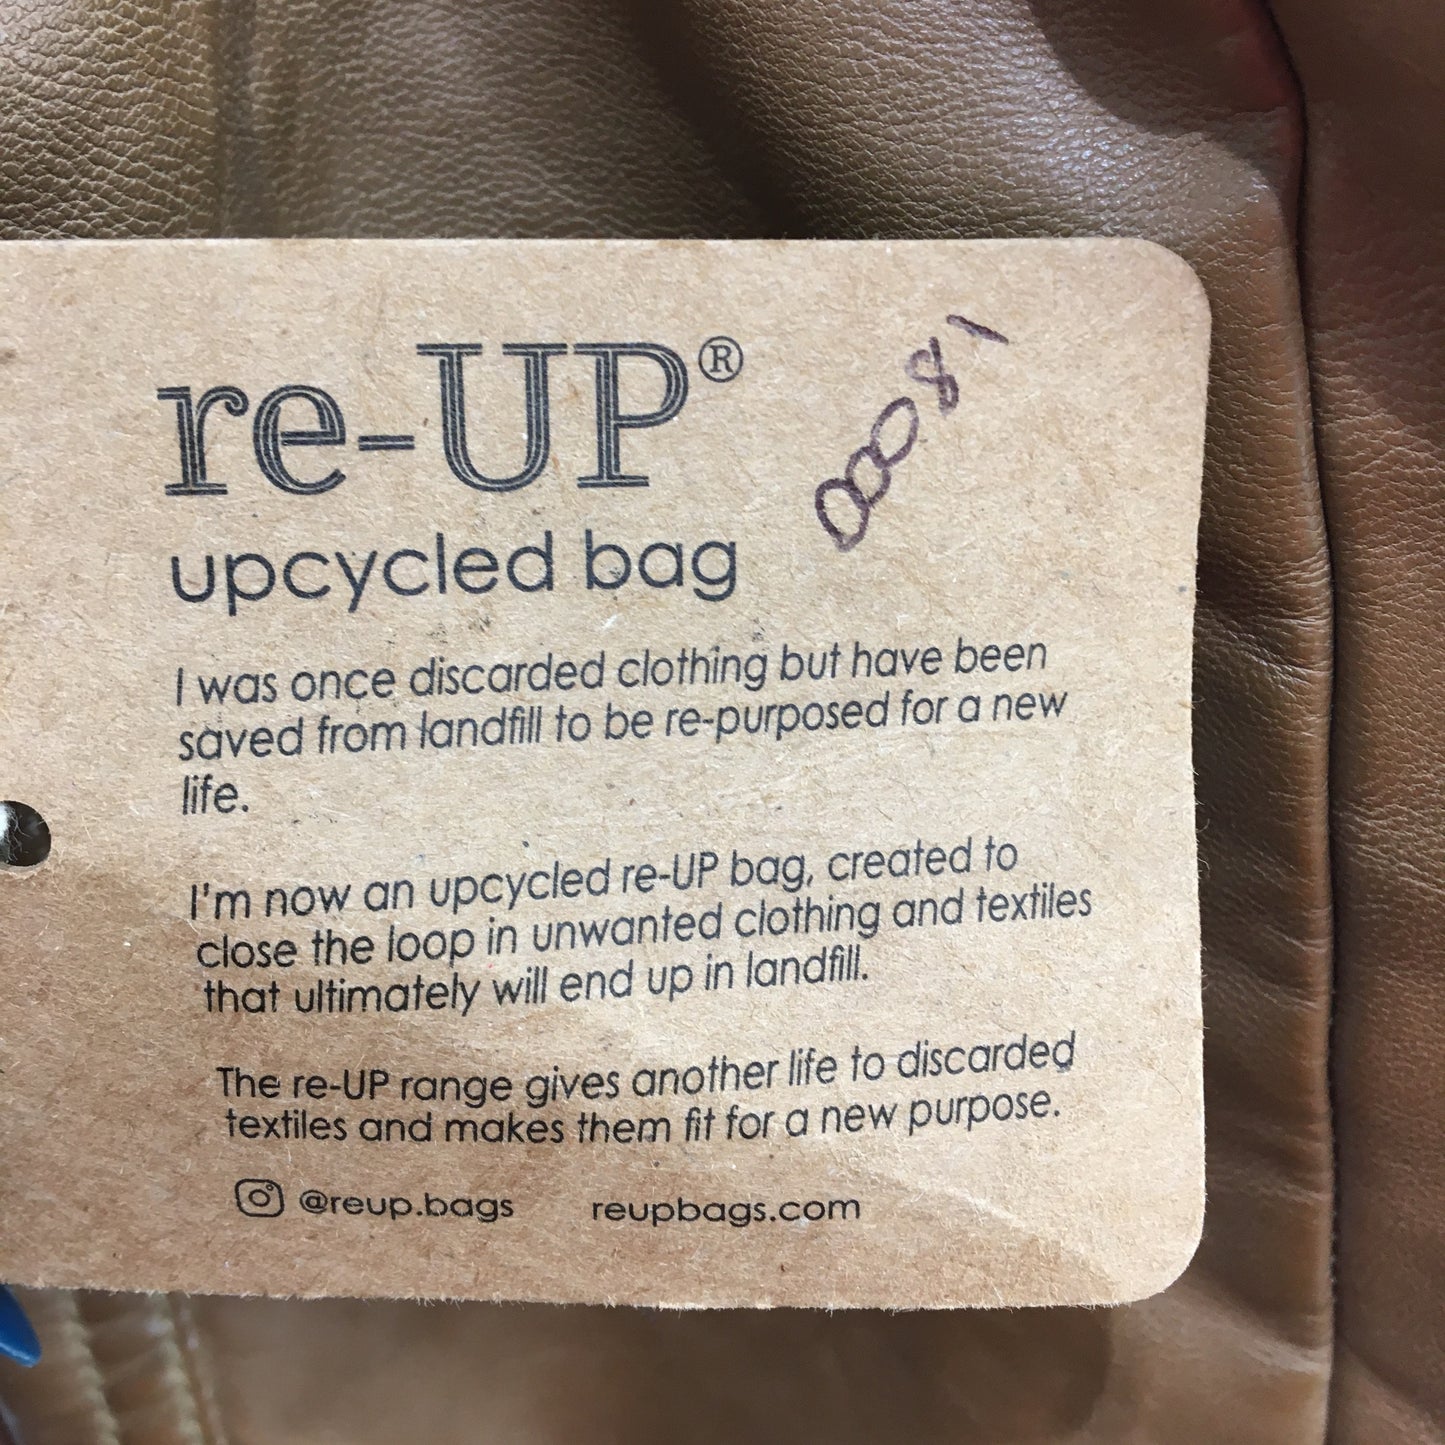 re-UP®
00081
upcycled bag
I was once discarded clothing but have been
saved from landfill to be re-purposed for a new
life.
I'm now an upcycled re-UP bag, created to
close the loop in unwanted clothing and textiles
that ultimately will end up in landfill.
The re-UP range gives another life to discarded
textiles and makes them fit for a new purpose.
@reup.bags reupbags.com